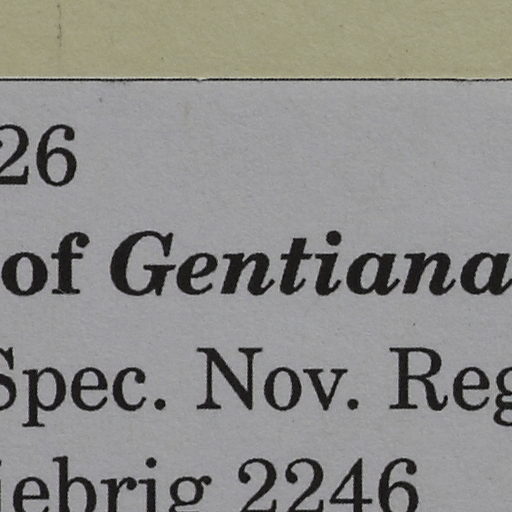 26
of Gentiana
Spec. Nov. Reg
iebrig 2246